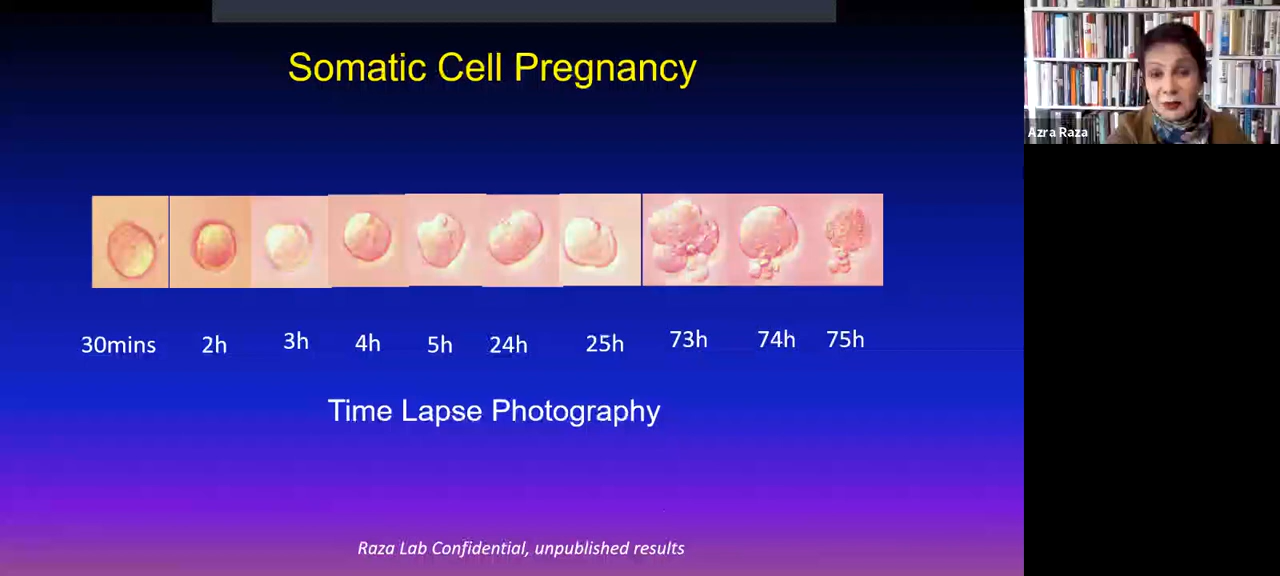 Somatic Cell Pregnancy
Azra Raza
30mins 2h 3h 4h 5h 24h 25h 73h 74h 75h
Time Lapse Photography
Raza Lab Confidential, unpublished results